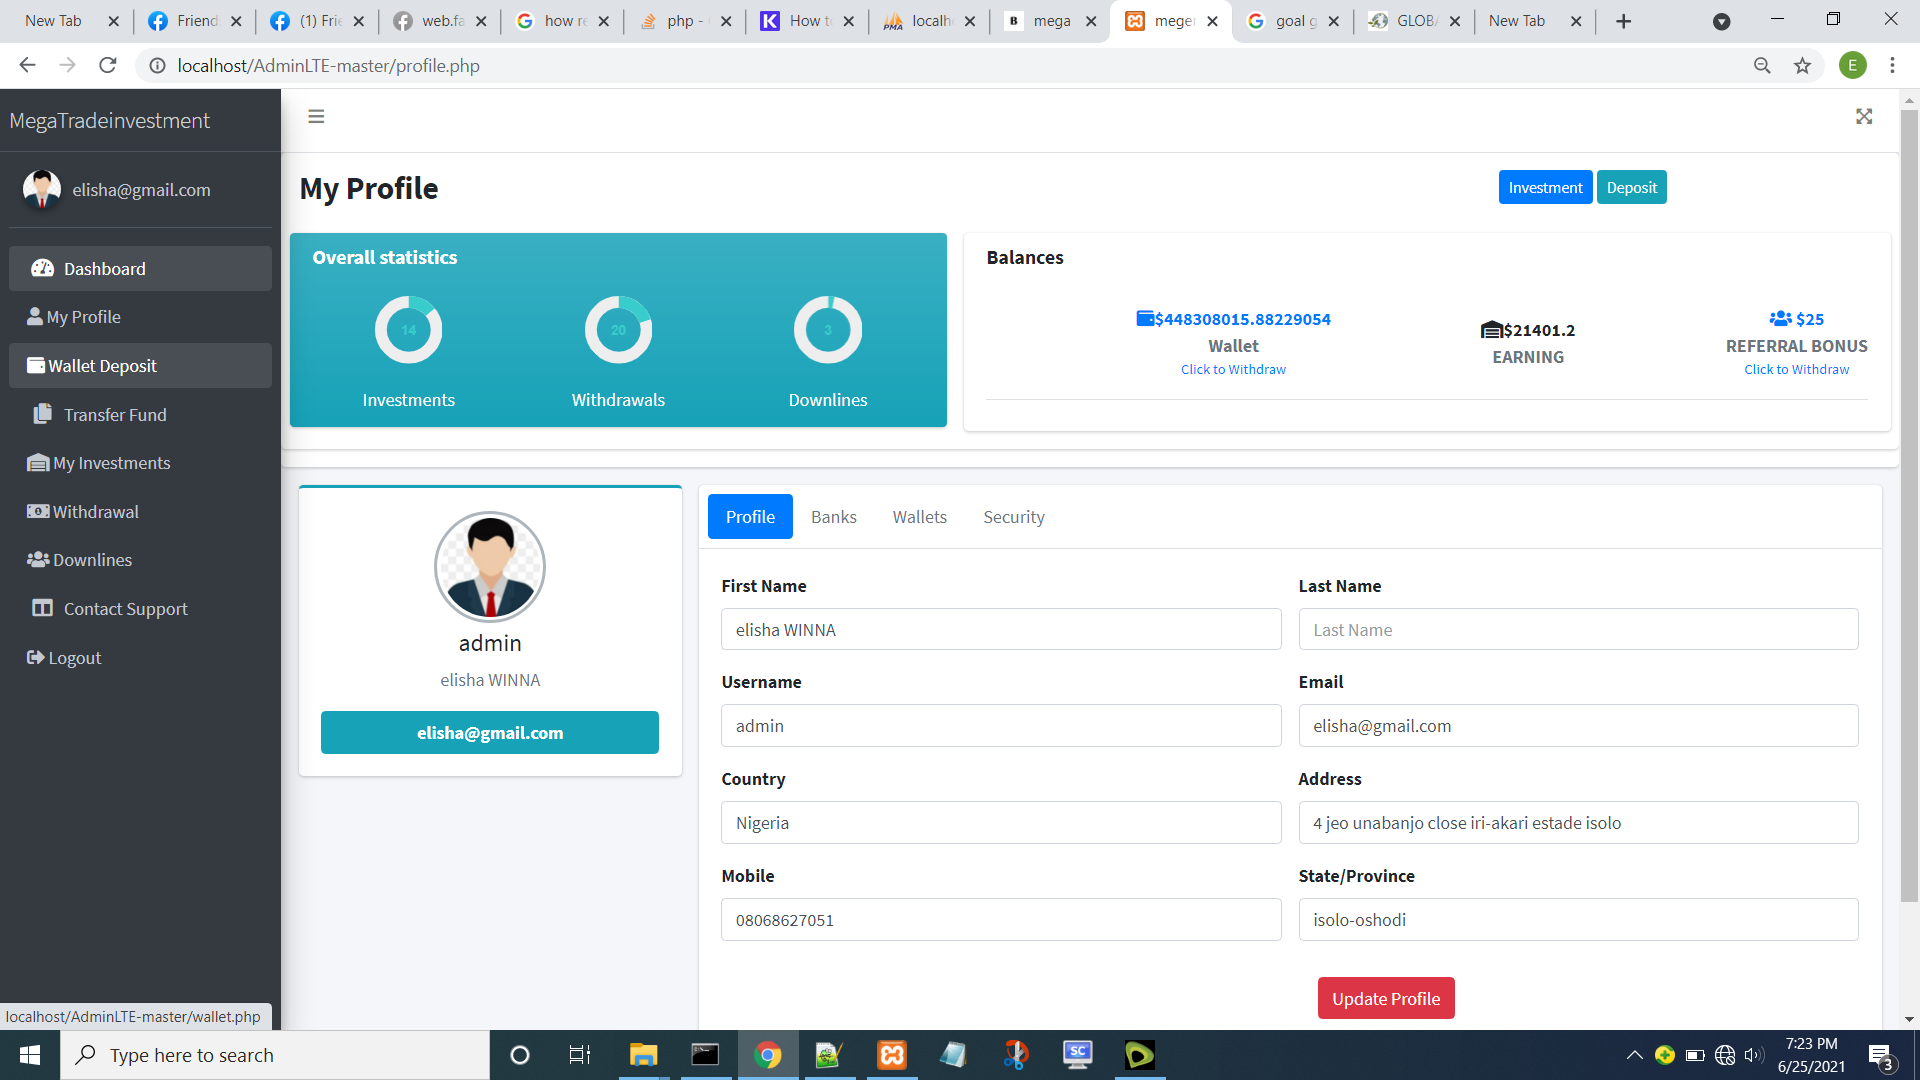 New Tab
Friend
(1) Frie
web.fa
how re
php -
How to
localh
mega
meger
goal g
GLOBA
New Tab
localhost/AdminLTE-master/profile.php
E
MegaTradeinvestment
elisha@gmail.com
Dashboard
My Profile
Wallet Deposit
Transfer Fund
My Investments
Withdrawal
Downlines
Contact Support
Logout
localhost/AdminLTE-master/wallet.php
My Profile
Investment
Deposit
Overall statistics
14
20
3
Investments
Withdrawals
Downlines
Balances
$448308015.88229054
Wallet
Click to Withdraw
$21401.2
EARNING
$25
REFERRAL BONUS
Click to Withdraw
admin
elisha WINNA
elisha@gmail.com
Profile
Banks
Wallets
Security
First Name
Last Name
elisha WINNA
Last Name
Username
Email
admin
elisha@gmail.com
Country
Address
Nigeria
4 jeo unabanjo close iri-akari estade isolo
Mobile
State/Province
08068627051
isolo-oshodi
Update Profile
Type here to search
SC
7:23 PM
6/25/2021
3